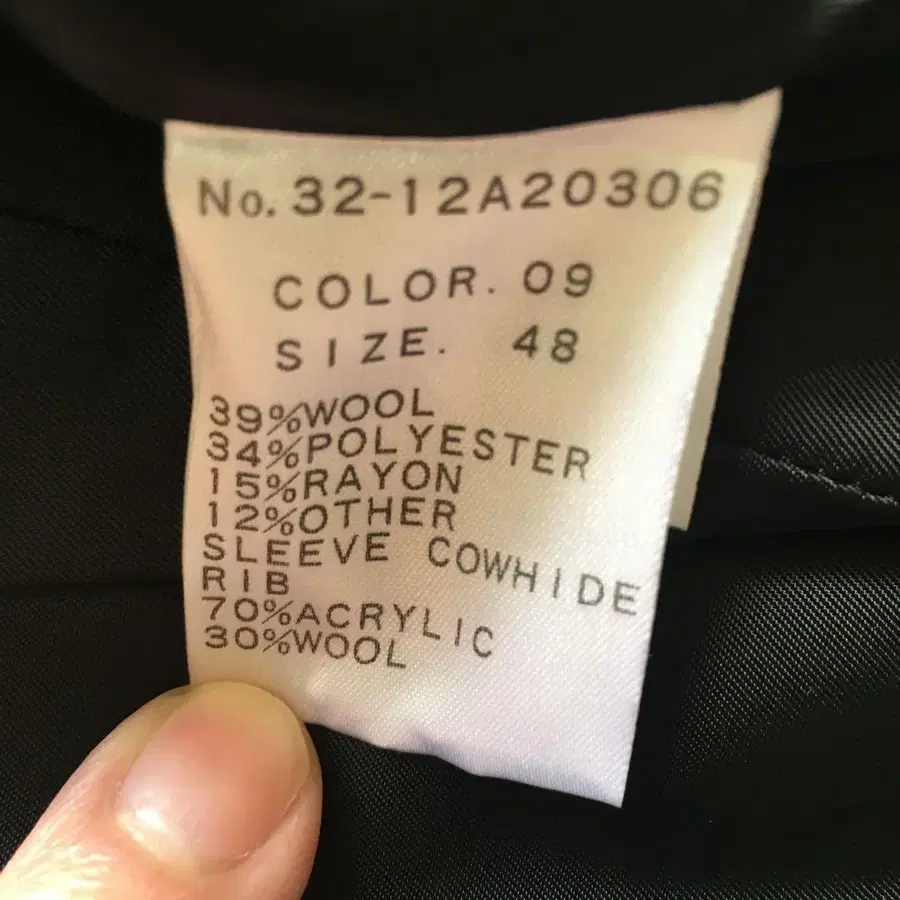 No. 32-12A20306
COLOR. 09
SIZE. 48
39%WOOL
34%POLYESTER
15%RAYON
12%OTHER
SLEEVE COWHIDE
RIB
70%ACRYLIC
30%WOOL